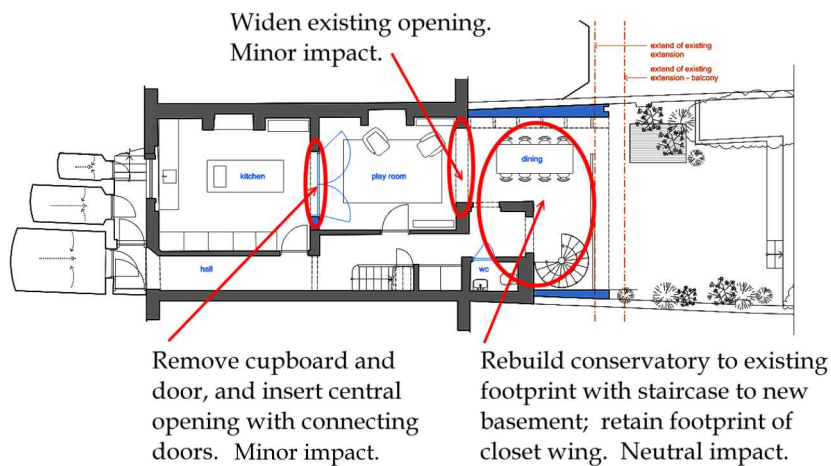 Widen existing opening.
Minor impact.
extend of existing
extension
extend of existing
extension - balcony
kitchen
play room
dining
hall
wc
Remove cupboard and
door, and insert central
opening with connecting
doors. Minor impact.
Rebuild conservatory to existing
footprint with staircase to new
basement; retain footprint of
closet wing. Neutral impact.